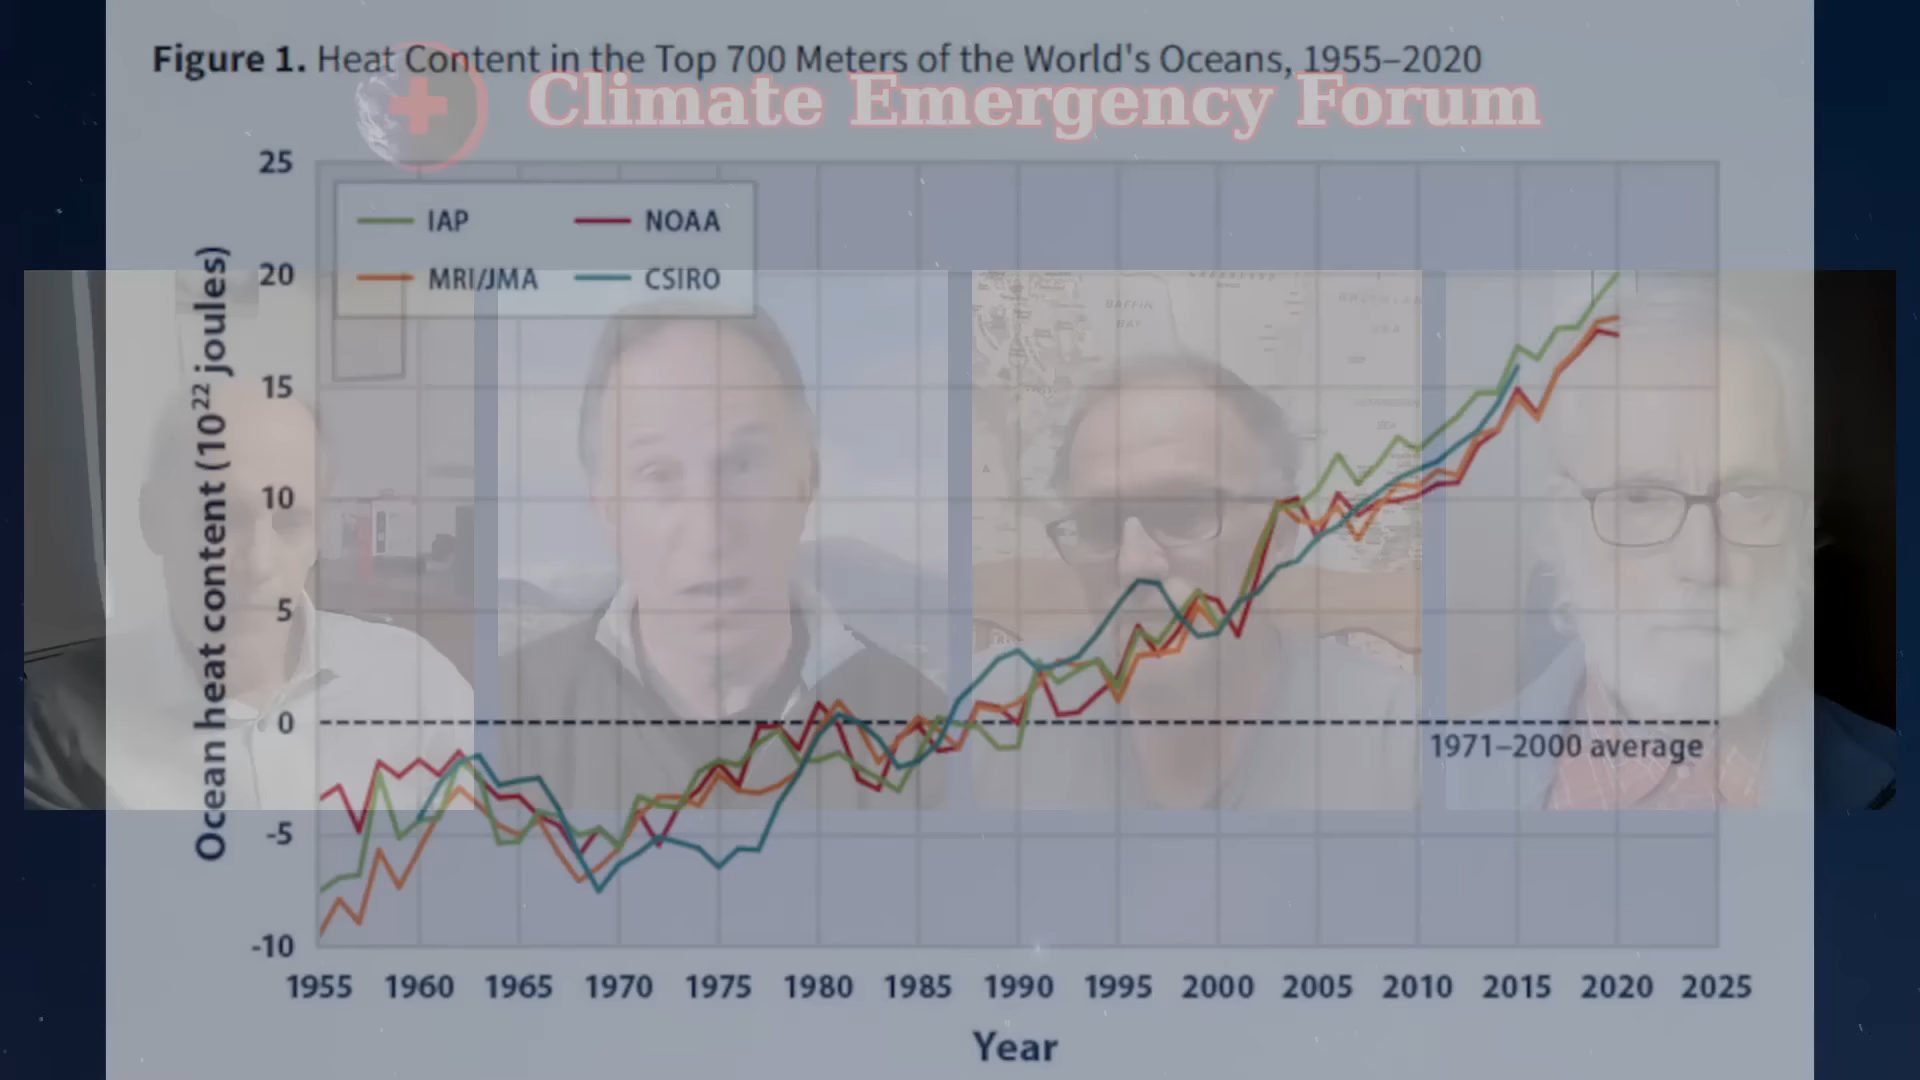 Figure 1. Heat Content in the Top 700 Meters of the World's Oceans, 1955–2020
Climate Emergency Forum
25
IAP
NOAA
MRI/JMA
CSIRO
20
15
10
5
0
-5
-10
Ocean heat content (10²² joules)
BAFFIN
BAY
1971–2000 average
1955 1960 1965 1970 1975 1980 1985 1990 1995 2000 2005 2010 2015 2020 2025
Year